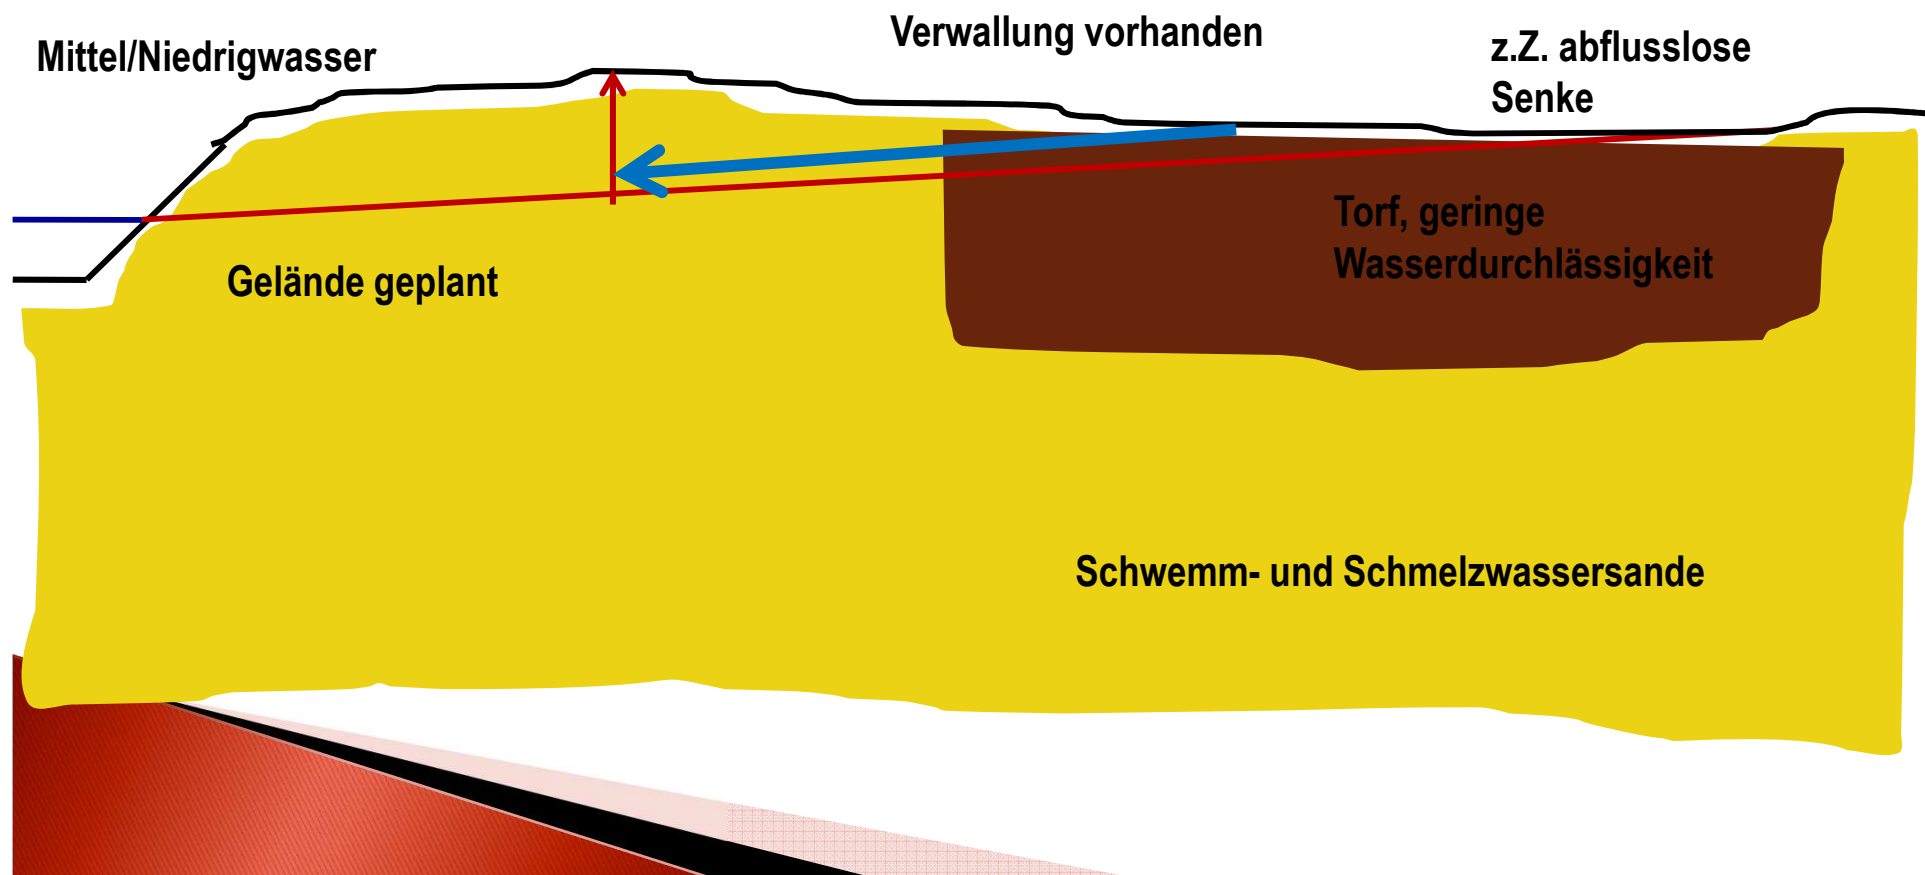 Mittel/Niedrigwasser
Verwallung vorhanden
z.Z. abflusslose
Senke
Torf, geringe
Wasserdurchlässigkeit
Gelände geplant
Schwemm- und Schmelzwassersande